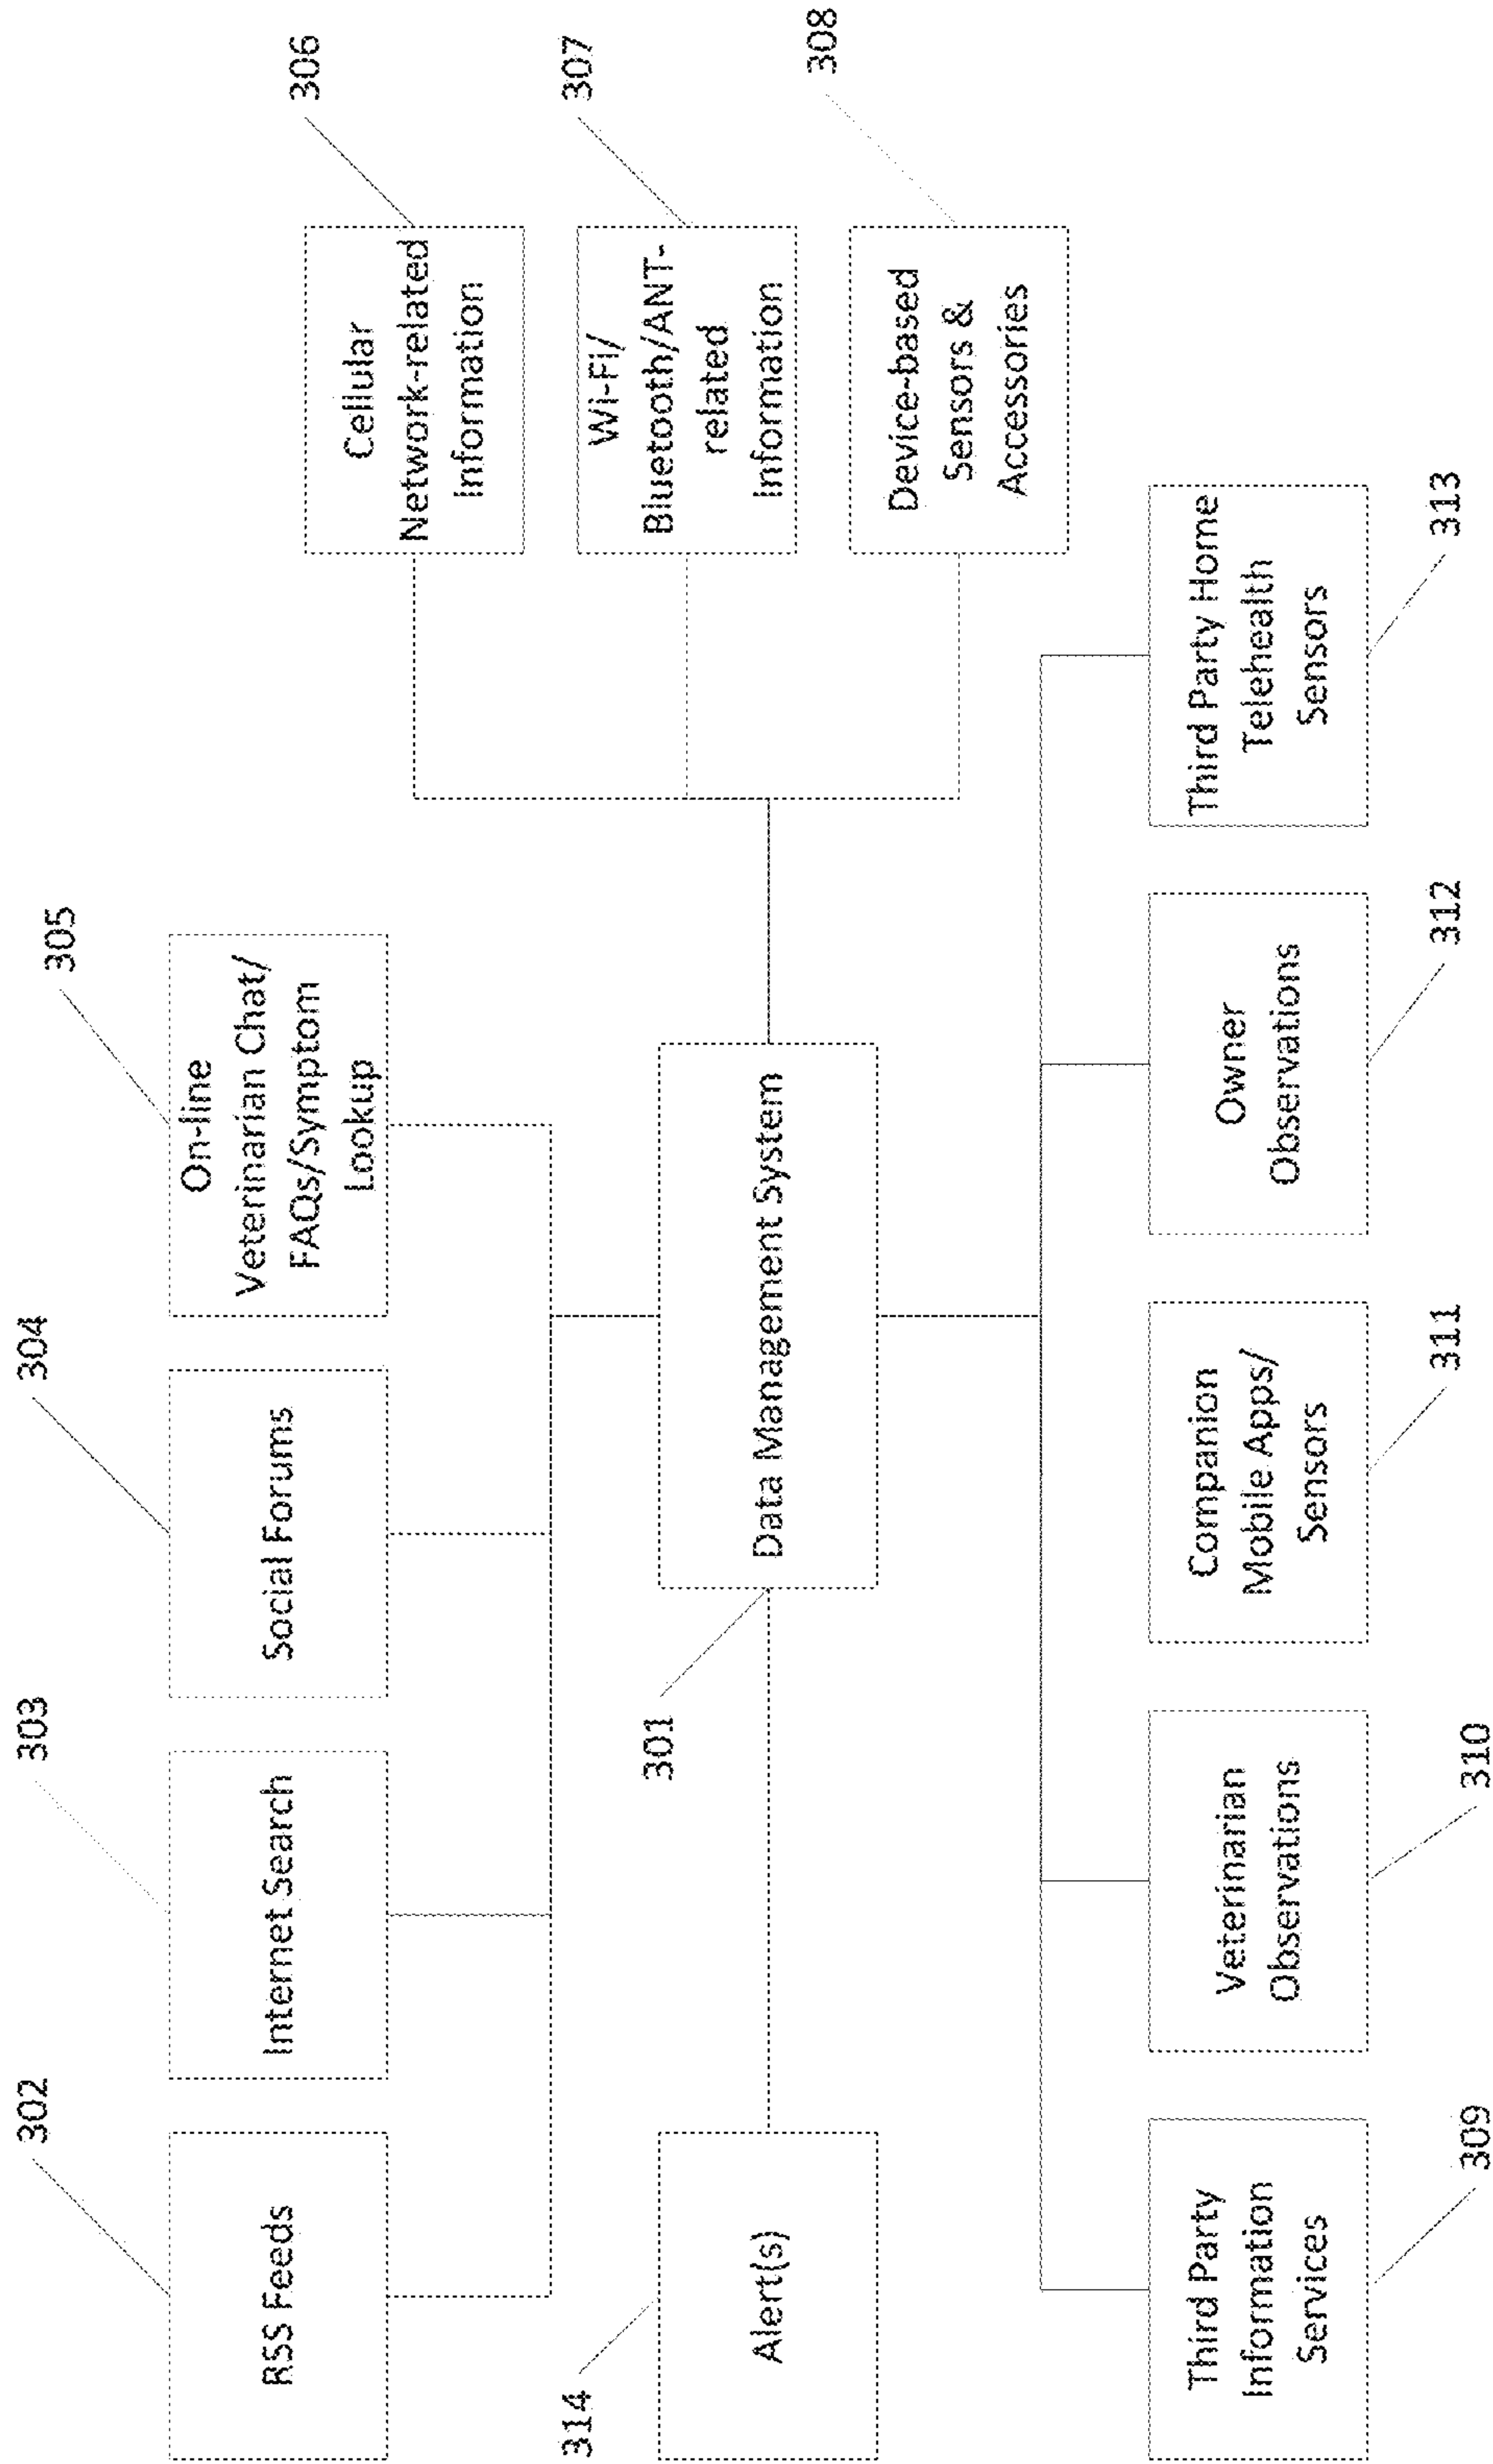 302
303
304
305
RSS Feeds
Internet Search
Social Forums
On-line
Veterinarian Chat/
FAQs/Symptom
Lookup
306
Cellular
Network-related
Information
307
Wi-Fi/
Bluetooth/ANT-
related
Information
308
Device-based
Sensors &
Accessories
314
Alert(s)
301
Data Management System
Third Party
Information
Services
Veterinarian
Observations
Companion
Mobile Apps/
Sensors
Owner
Observations
Third Party Home
Telehealth
Sensors
309
310
311
312
313